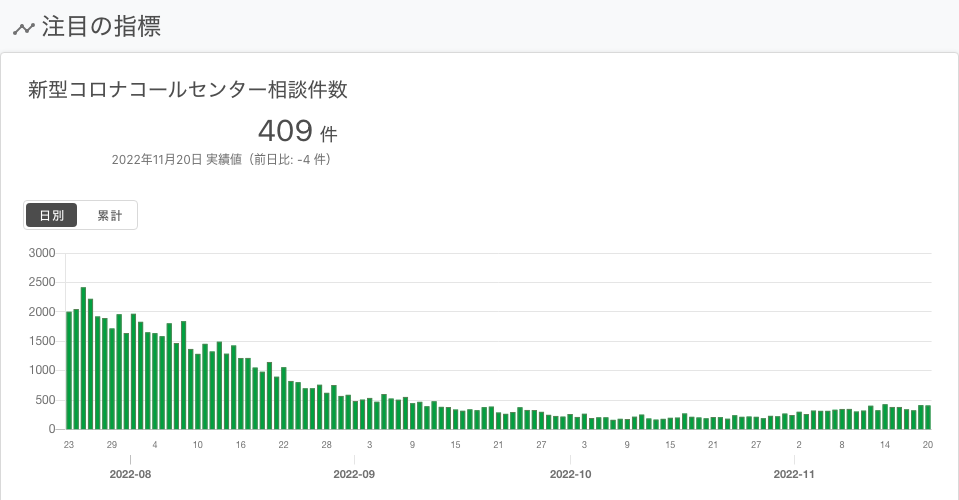 注目の指標
新型コロナコールセンター相談件数
409 件
2022年11月20日 実績値（前日比: -4 件）
日別 累計
3000
2500
2000
1500
1000
500
0
23 29 4 10 16 22 28 3 9 15 21 27 3 9 15 21 27 2 8 14 20
2022-08 2022-09 2022-10 2022-11